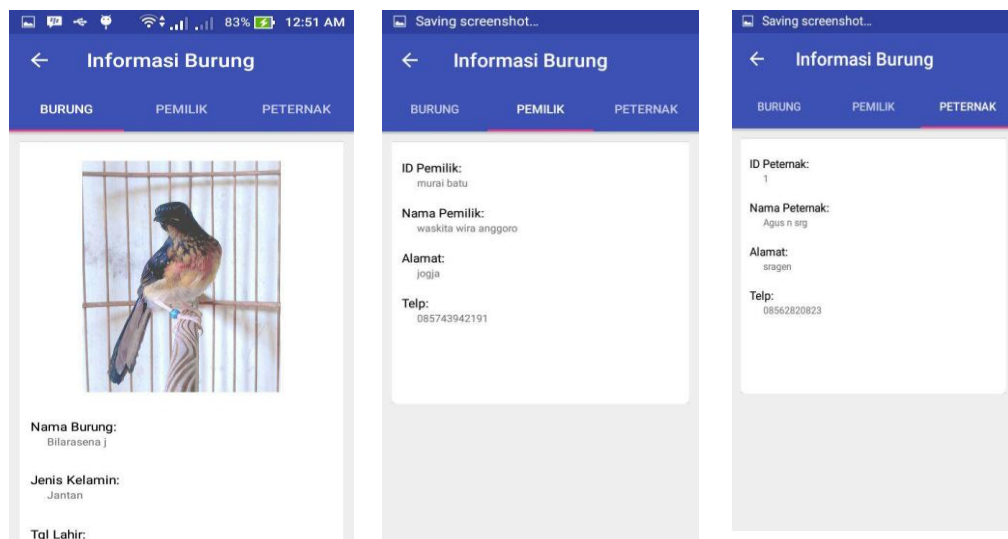 83% 12:51 AM
Informasi Burung
BURUNG PEMILIK PETERNAK
Nama Burung:
Bilarasena j
Jenis Kelamin:
Jantan
Tgl Lahir:
Saving screenshot...
Informasi Burung
BURUNG PEMILIK PETERNAK
ID Pemilik:
murai batu
Nama Pemilik:
waskita wira anggoro
Alamat:
jogja
Telp:
085743942191
Saving screenshot...
Informasi Burung
BURUNG PEMILIK PETERNAK
ID Peternak:
1
Nama Peternak:
Agus n srg
Alamat:
sragen
Telp:
08562820823